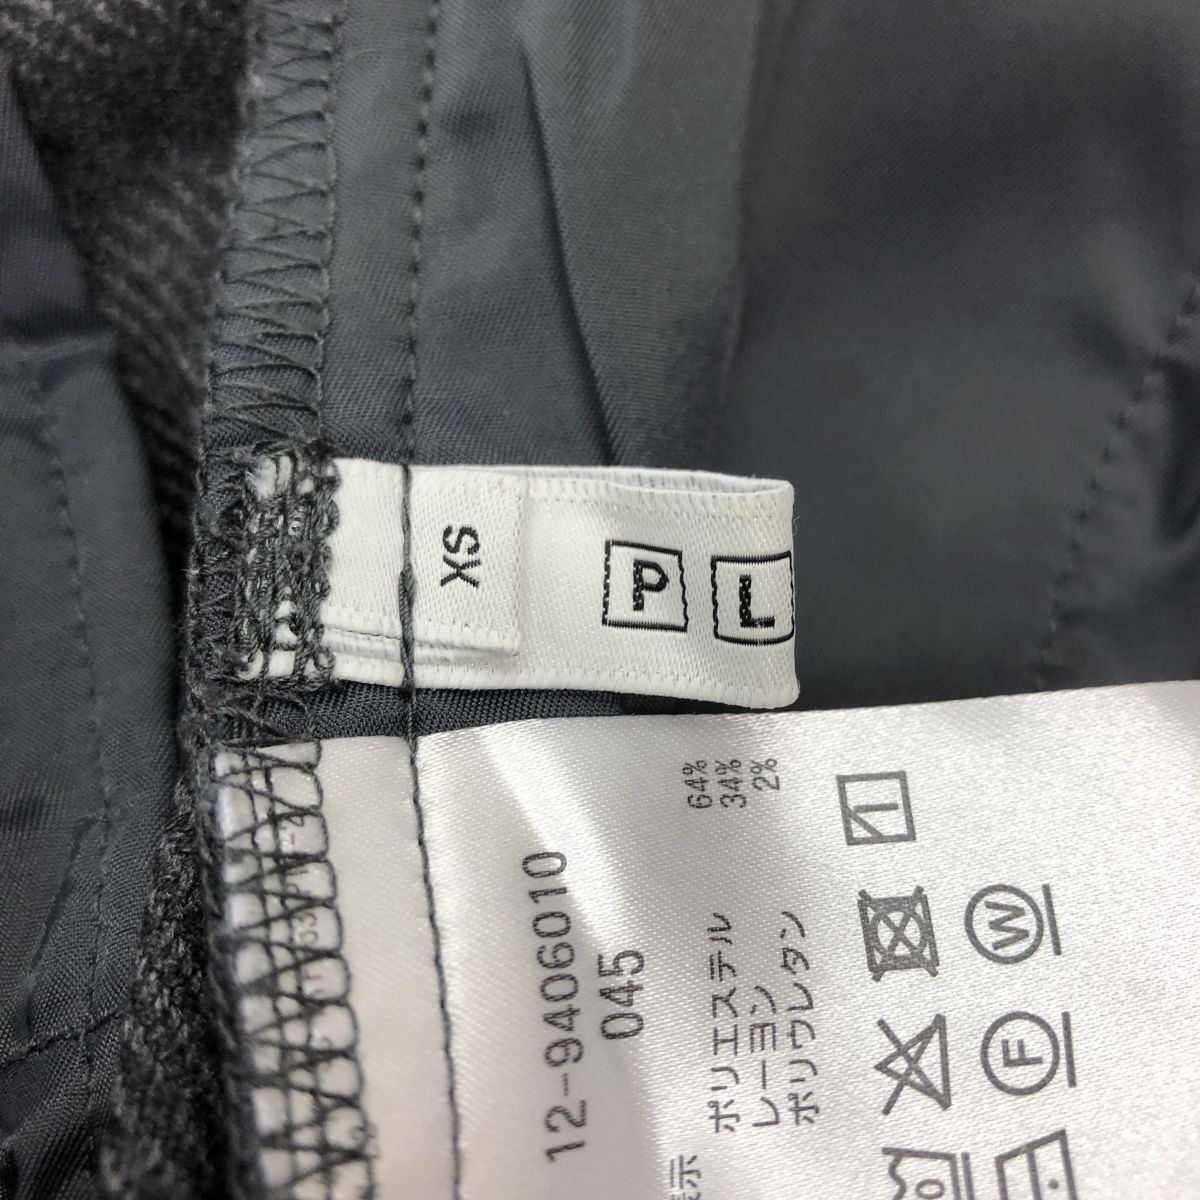 XS
P L
12-9406010
045
ポリエステル 64%
レーヨン 34%
ポリウレタン 2%
W
F
示